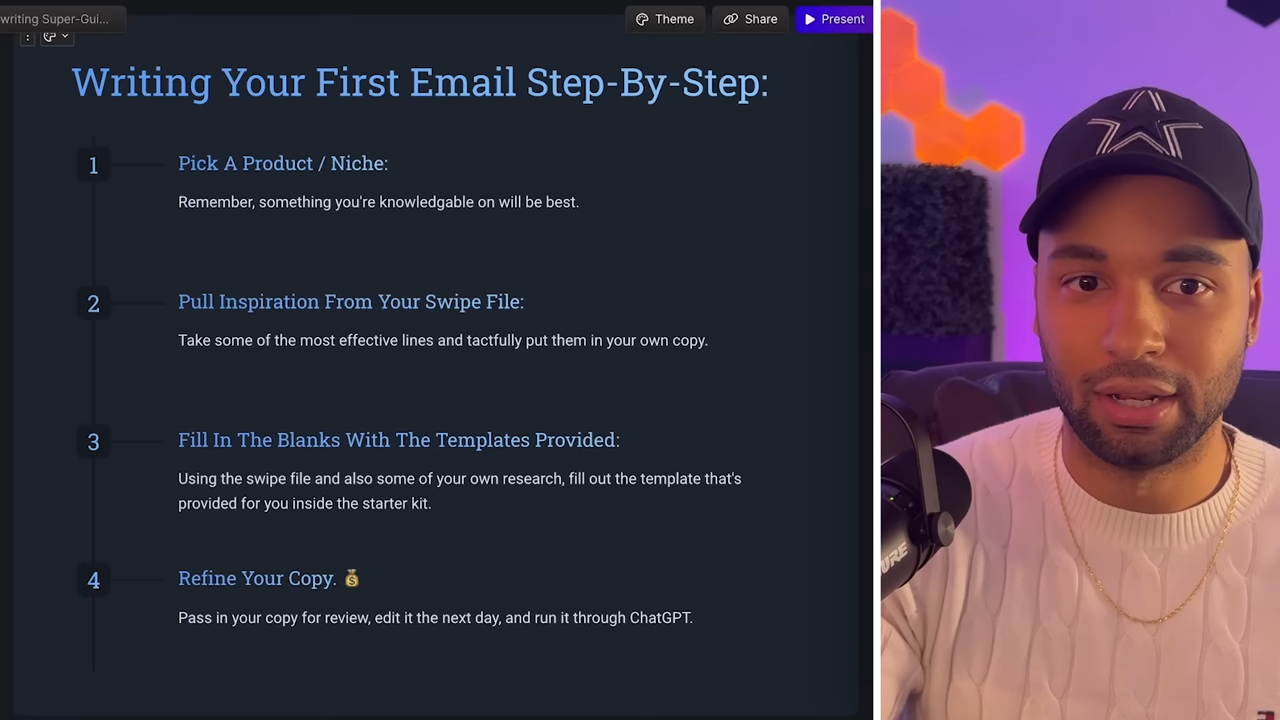 writing Super-Gui...
Theme
Share
Present
Writing Your First Email Step-By-Step:
1
Pick A Product / Niche:
Remember, something you're knowledgable on will be best.
2
Pull Inspiration From Your Swipe File:
Take some of the most effective lines and tactfully put them in your own copy.
3
Fill In The Blanks With The Templates Provided:
Using the swipe file and also some of your own research, fill out the template that's
provided for you inside the starter kit.
4
Refine Your Copy. 💰
Pass in your copy for review, edit it the next day, and run it through ChatGPT.
URE